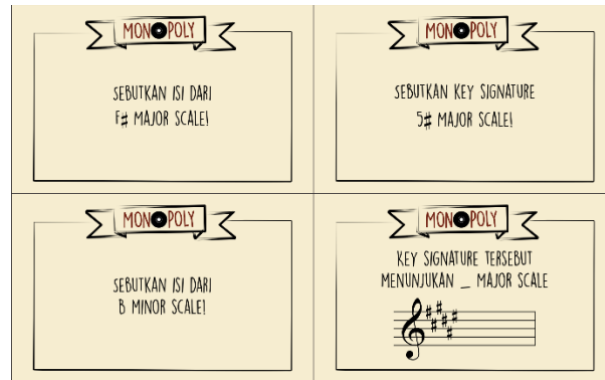 MONOPOLY
SEBUTKAN ISI DARI
F# MAJOR SCALE!
MONOPOLY
SEBUTKAN KEY SIGNATURE
5# MAJOR SCALE!
MONOPOLY
SEBUTKAN ISI DARI
B MINOR SCALE!
MONOPOLY
KEY SIGNATURE TERSEBUT
MENUNJUKAN _ MAJOR SCALE